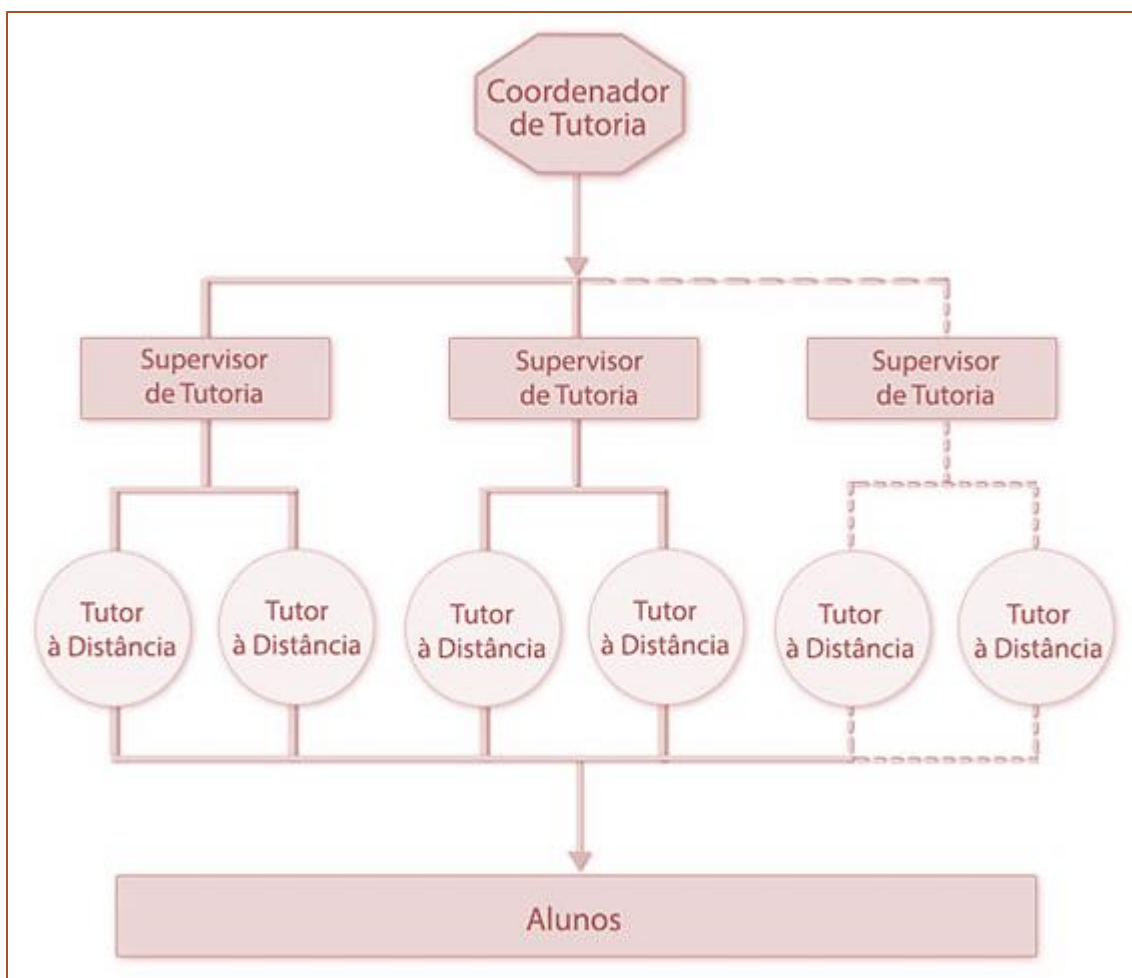 Coordenador
de Tutoria
Supervisor
de Tutoria
Supervisor
de Tutoria
Supervisor
de Tutoria
Tutor
à Distância
Tutor
à Distância
Tutor
à Distância
Tutor
à Distância
Tutor
à Distância
Tutor
à Distância
Alunos